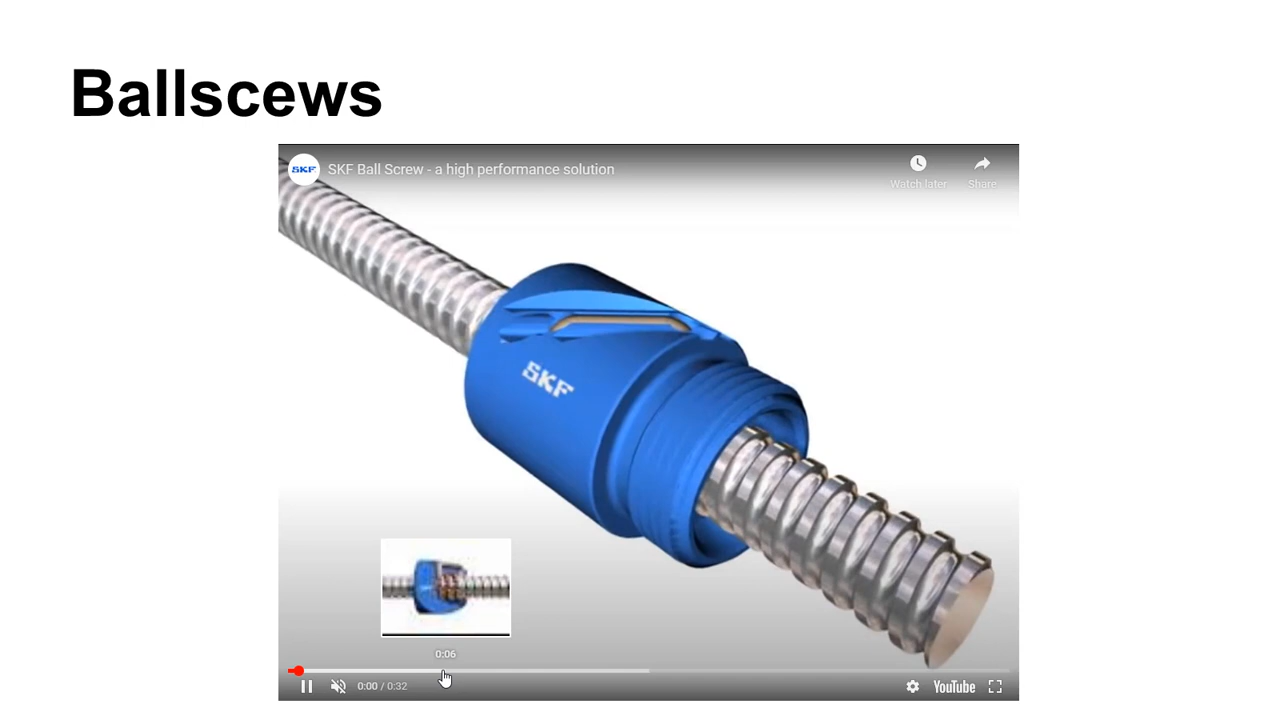 Ballscews
SKF
SKF Ball Screw - a high performance solution
Watch later
Share
SKF
0:06
0:00 / 0:32
YouTube